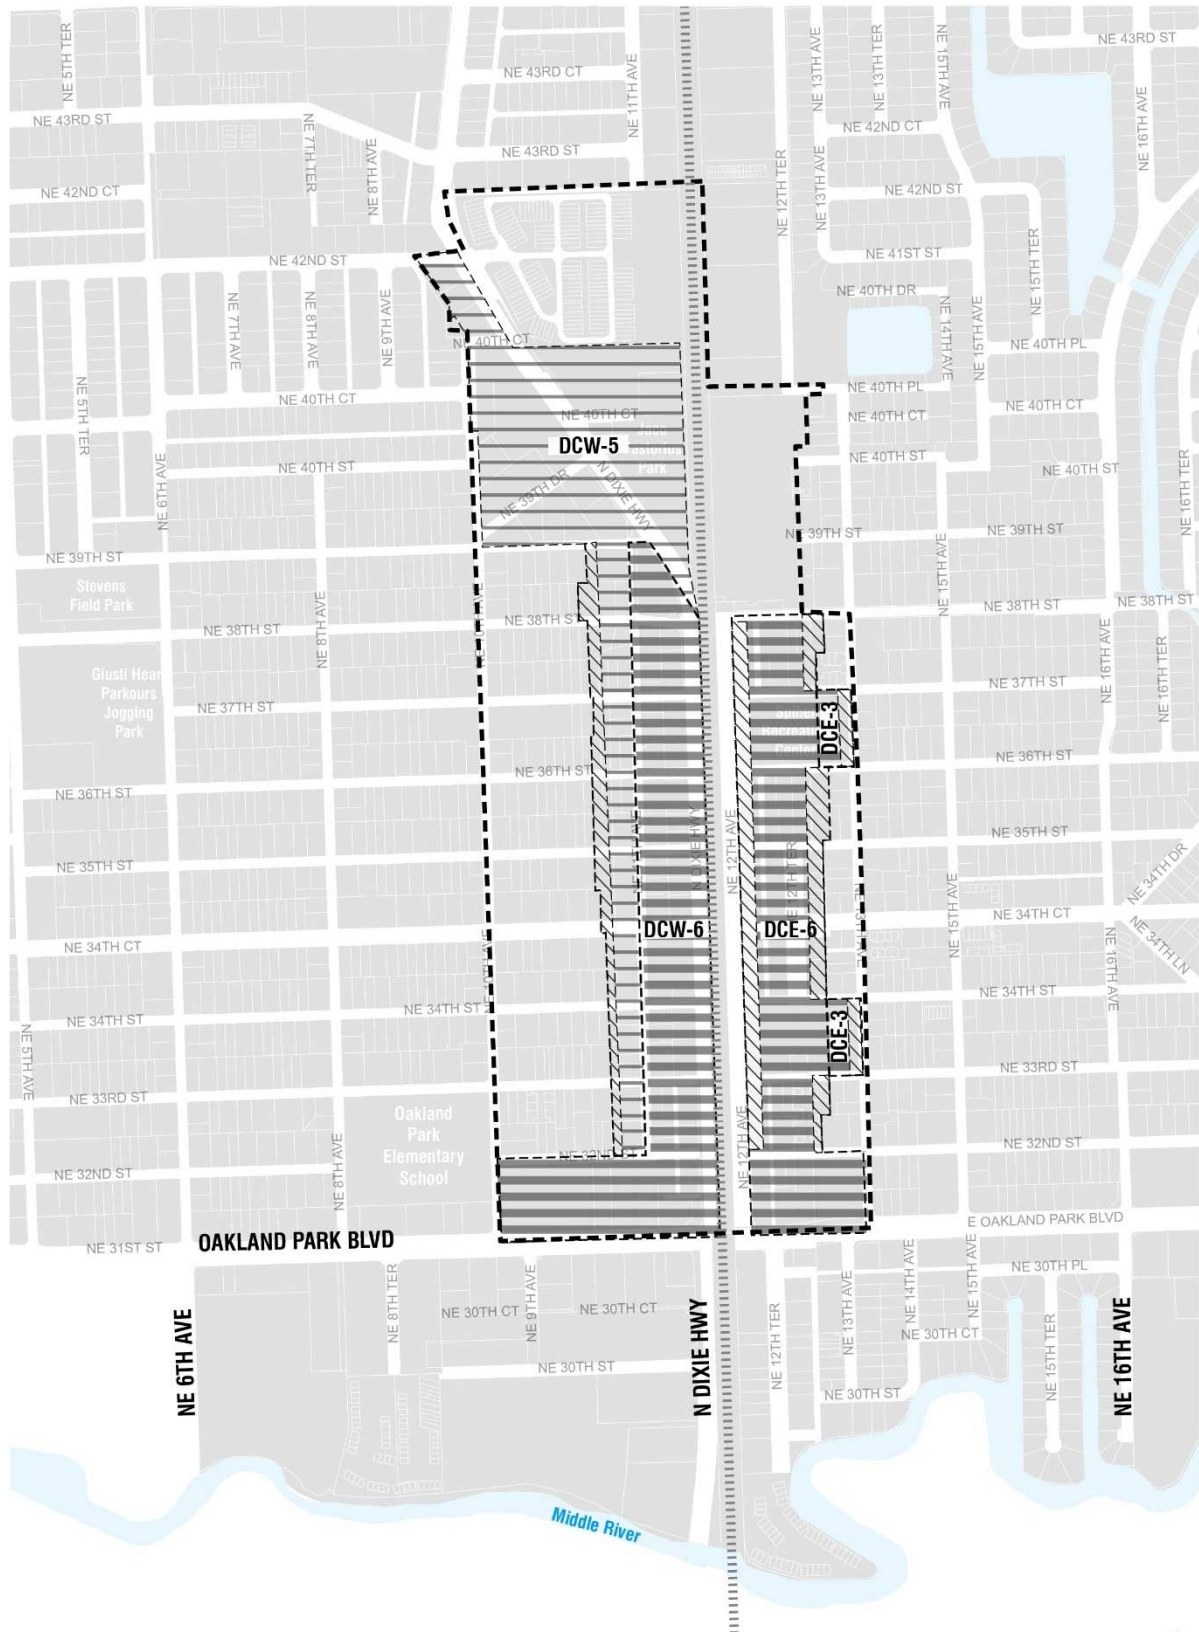 NE 5TH TER
NE 43RD ST
NE 42ND CT
NE 7TH TER
NE 8TH AVE
NE 42ND ST
NE 43RD CT
NE 43RD ST
NE 11TH AVE
NE 12TH TER
NE 13TH AVE
NE 13TH TER
NE 15TH AVE
NE 43RD ST
NE 42ND CT
NE 16TH AVE
NE 13TH AVE
NE 42ND ST
NE 41ST ST
NE 15TH TER
NE 40TH DR
NE 14TH AVE
NE 15TH AVE
NE 40TH PL
NE 7TH AVE
NE 8TH AVE
NE 9TH AVE
NE 40TH CT
NE 5TH TER
NE 40TH CT
NE 40TH PL
NE 40TH CT
NE 40TH CT
NE 40TH CT
DCW-5
Park
NE 40TH ST
NE 40TH ST
NE 40TH ST
NE 6TH AVE
NE 39TH DR
N DIXIE HWY
NE 16TH TER
NE 39TH ST
NE 39TH ST
NE 39TH ST
NE 15TH AVE
Stevens
Field Park
NE 8TH AVE
NE 38TH ST
NE 38TH ST
NE 38TH ST
NE 38TH ST
Giusti Hear
Parkours
Jogging
Park
NE 37TH ST
NE 37TH ST
NE 16TH AVE
NE 16TH TER
DCE-3
NE 36TH ST
NE 36TH ST
NE 36TH ST
NE 35TH ST
NE 35TH ST
N DIXIE HWY
NE 12TH AVE
NE 12TH TER
NE 34TH DR
NE 15TH AVE
NE 34TH CT
DCW-6
DCE-6
NE 34TH CT
NE 34TH LN
NE 10TH AVE
NE 16TH AVE
NE 34TH ST
NE 34TH ST
NE 34TH ST
NE 5TH AVE
DCE-3
NE 33RD ST
NE 33RD ST
Oakland
Park
Elementary
School
NE 12TH AVE
NE 8TH AVE
NE 32ND ST
NE 32ND ST
NE 32ND ST
NE 31ST ST
OAKLAND PARK BLVD
E OAKLAND PARK BLVD
NE 8TH TER
NE 9TH AVE
NE 30TH CT
NE 30TH CT
NE 30TH ST
NE 12TH TER
NE 13TH AVE
NE 14TH AVE
NE 15TH AVE
NE 30TH PL
NE 30TH CT
NE 15TH TER
NE 30TH ST
NE 6TH AVE
N DIXIE HWY
NE 16TH AVE
Middle River